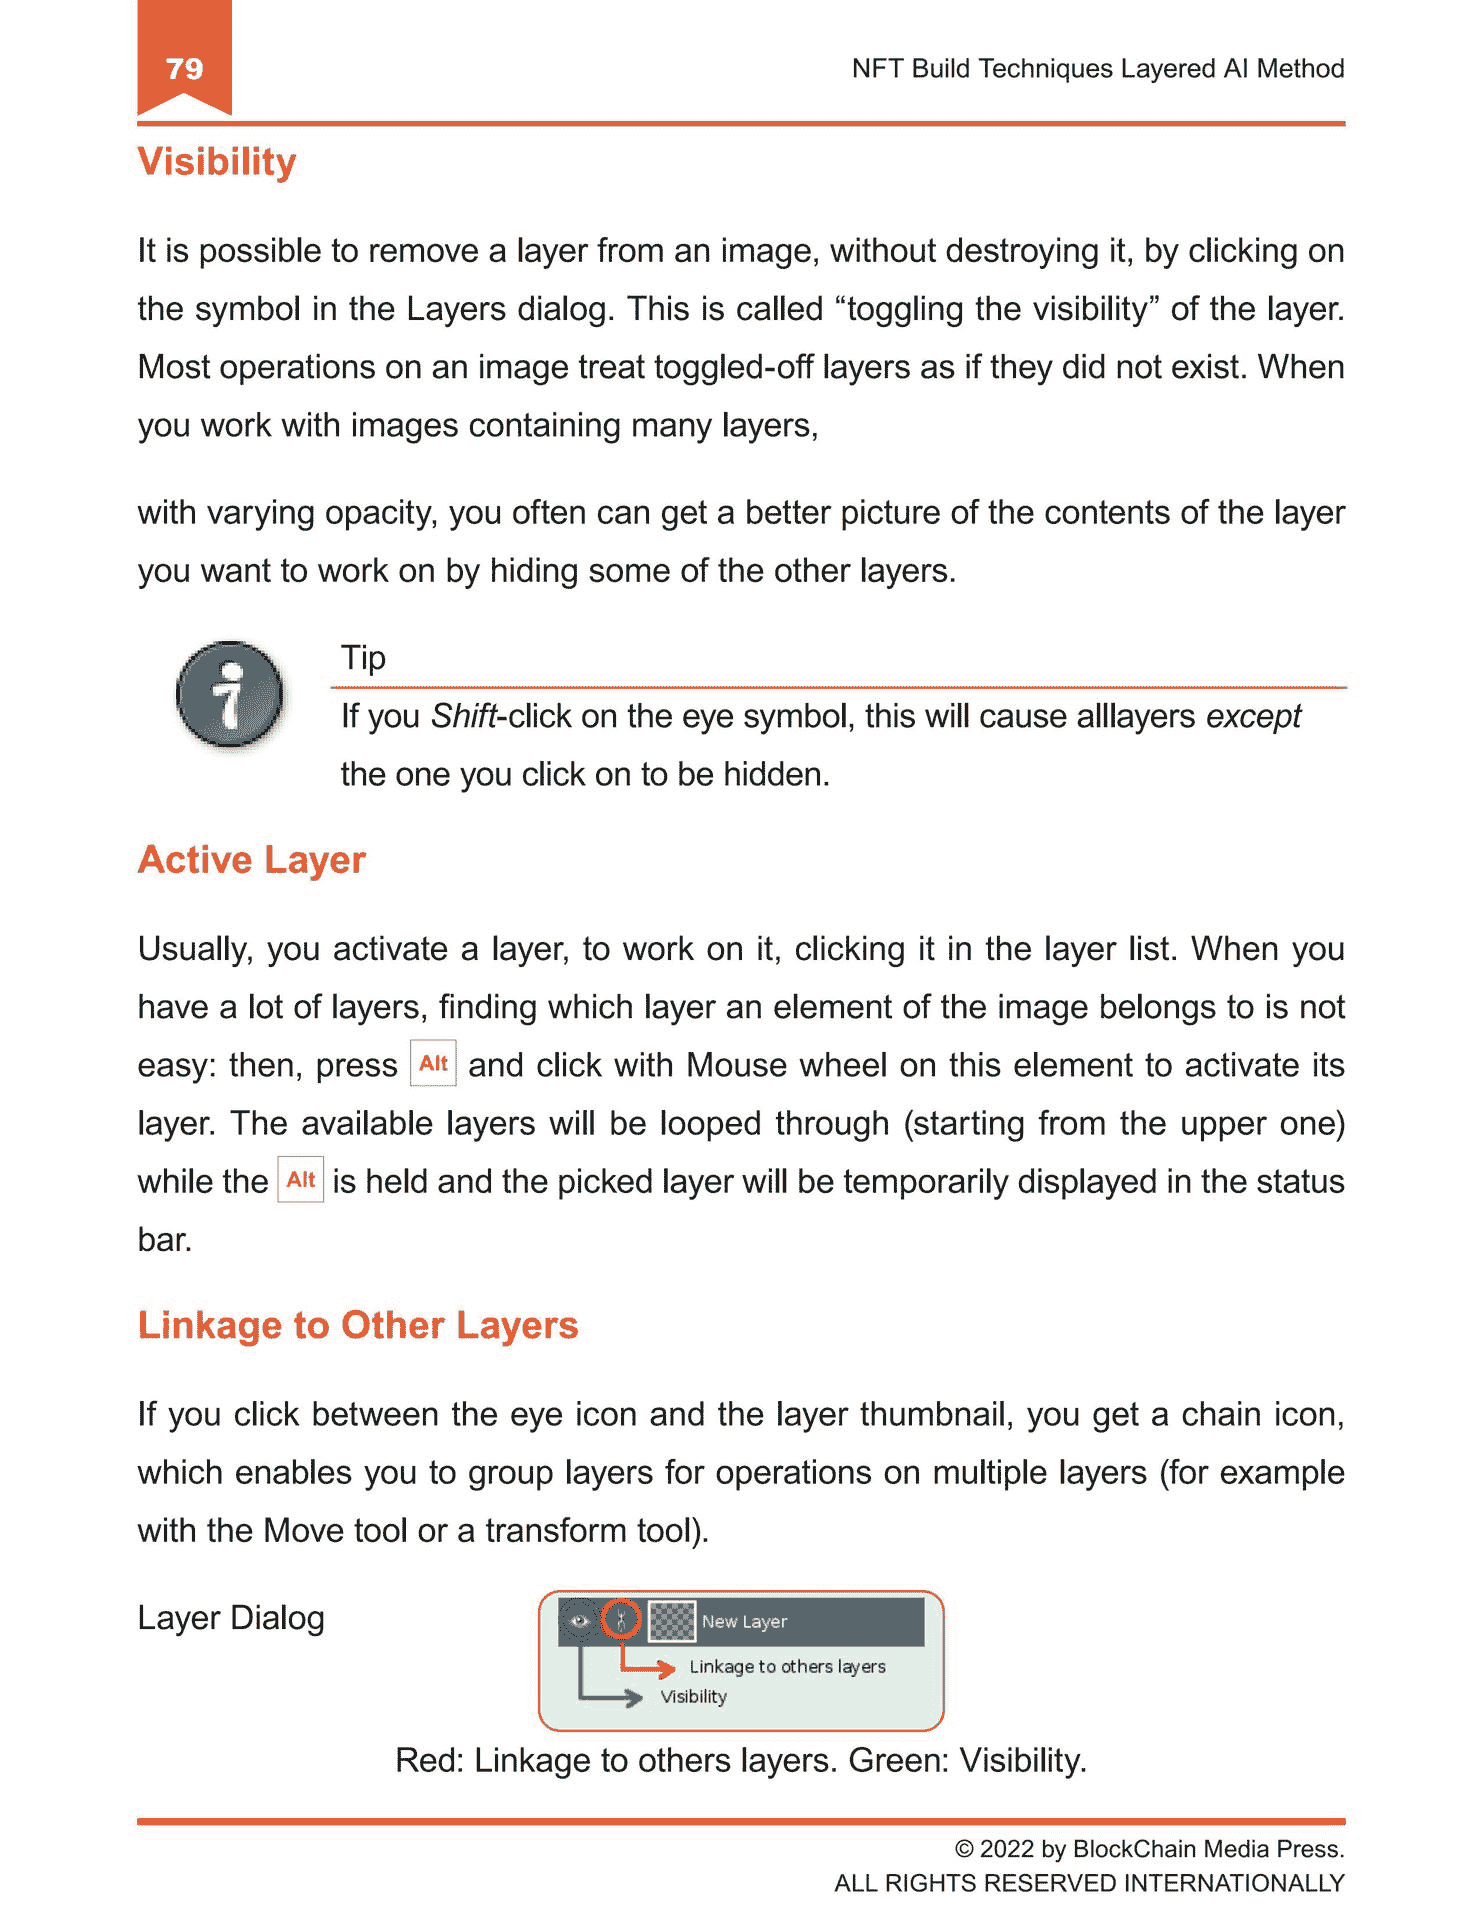 79
NFT Build Techniques Layered AI Method
Visibility
It is possible to remove a layer from an image, without destroying it, by clicking on
the symbol in the Layers dialog. This is called “toggling the visibility” of the layer.
Most operations on an image treat toggled-off layers as if they did not exist. When
you work with images containing many layers,
with varying opacity, you often can get a better picture of the contents of the layer
you want to work on by hiding some of the other layers.
Tip
If you Shift-click on the eye symbol, this will cause alllayers except
the one you click on to be hidden.
Active Layer
Usually, you activate a layer, to work on it, clicking it in the layer list. When you
have a lot of layers, finding which layer an element of the image belongs to is not
easy: then, press Alt and click with Mouse wheel on this element to activate its
layer. The available layers will be looped through (starting from the upper one)
while the Alt is held and the picked layer will be temporarily displayed in the status
bar.
Linkage to Other Layers
If you click between the eye icon and the layer thumbnail, you get a chain icon,
which enables you to group layers for operations on multiple layers (for example
with the Move tool or a transform tool).
Layer Dialog
New Layer
Linkage to others layers
Visibility
Red: Linkage to others layers. Green: Visibility.
© 2022 by BlockChain Media Press.
ALL RIGHTS RESERVED INTERNATIONALLY